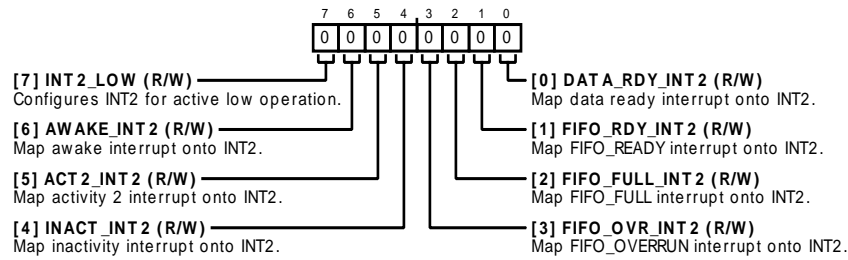 7 6 5 4 3 2 1 0
0 0 0 0 0 0 0 0
[7] INT2_LOW (R/W)
Configures INT2 for active low operation.
[6] AWAKE_INT2 (R/W)
Map awake interrupt onto INT2.
[5] ACT2_INT2 (R/W)
Map activity 2 interrupt onto INT2.
[4] INACT_INT2 (R/W)
Map inactivity interrupt onto INT2.
[0] DATA_RDY_INT2 (R/W)
Map data ready interrupt onto INT2.
[1] FIFO_RDY_INT2 (R/W)
Map FIFO_READY interrupt onto INT2.
[2] FIFO_FULL_INT2 (R/W)
Map FIFO_FULL interrupt onto INT2.
[3] FIFO_OVR_INT2 (R/W)
Map FIFO_OVERRUN interrupt onto INT2.